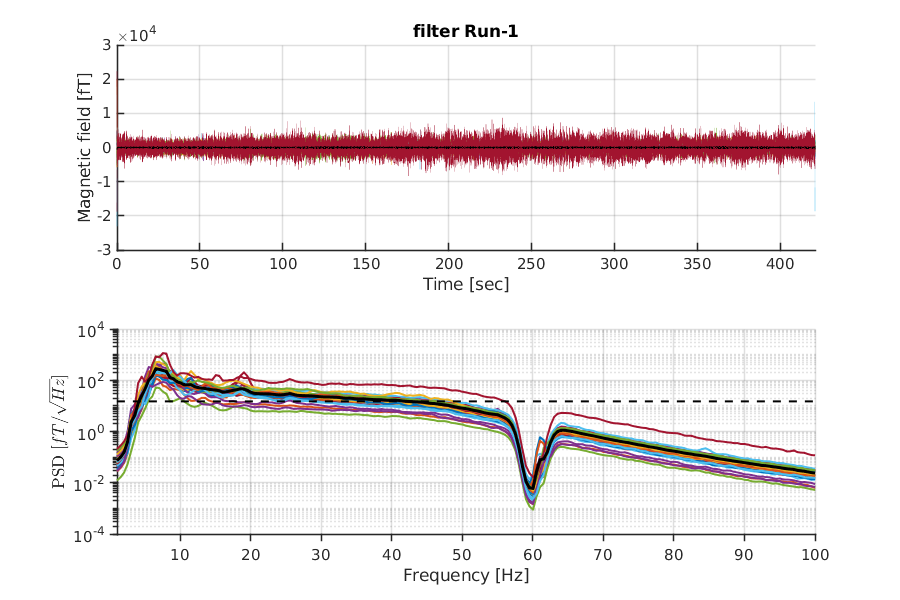 filter Run-1
×10^4
3
2
1
0
-1
-2
-3
Magnetic field [fT]
0 50 100 150 200 250 300 350 400
Time [sec]
10^4
10^2
10^0
10^-2
10^-4
PSD [fT/√Hz]
10 20 30 40 50 60 70 80 90 100
Frequency [Hz]